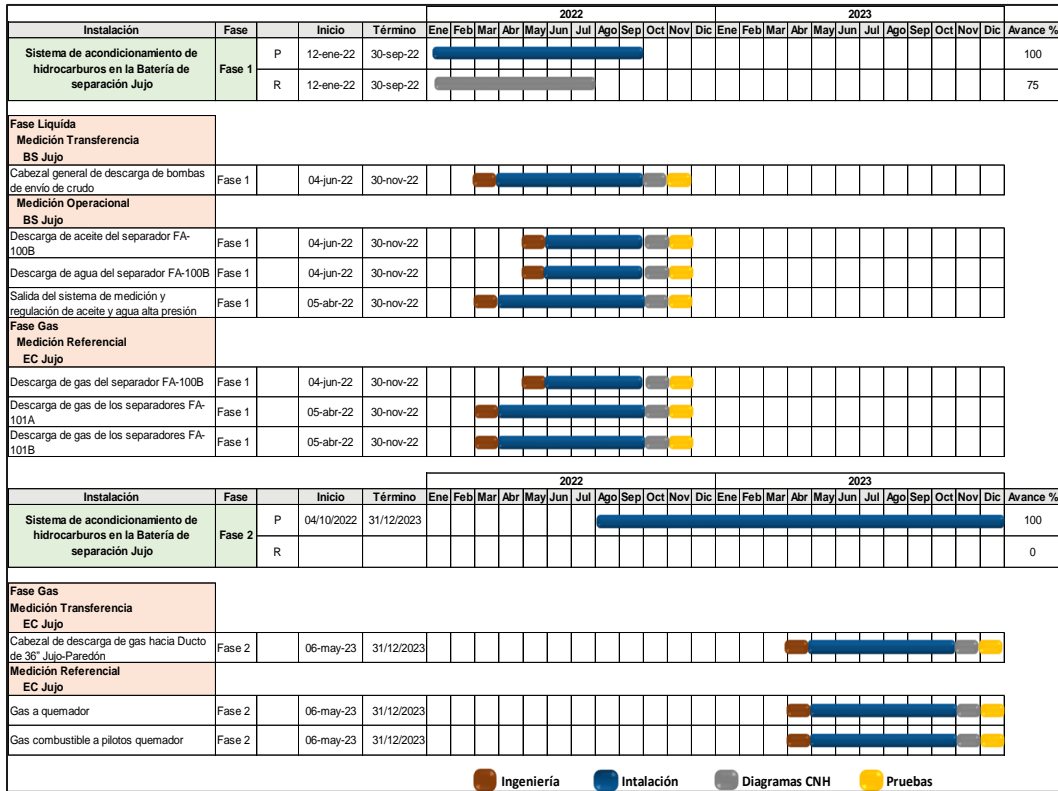 2022 2023
Instalación Fase Inicio Término Ene Feb Mar Abr May Jun Jul Ago Sep Oct Nov Dic Ene Feb Mar Abr May Jun Jul Ago Sep Oct Nov Dic Avance %
Sistema de acondicionamiento de
hidrocarburos en la Batería de
separación Jujo
Fase 1
P 12-ene-22 30-sep-22 100
R 12-ene-22 30-sep-22 75
Fase Liquída
Medición Transferencia
BS Jujo
Cabezal general de descarga de bombas
de envío de crudo
Fase 1 04-jun-22 30-nov-22
Medición Operacional
BS Jujo
Descarga de aceite del separador FA-
100B
Fase 1 04-jun-22 30-nov-22
Descarga de agua del separador FA-100B Fase 1 04-jun-22 30-nov-22
Salida del sistema de medición y
regulación de aceite y agua alta presión
Fase 1 05-abr-22 30-nov-22
Fase Gas
Medición Referencial
EC Jujo
Descarga de gas del separador FA-100B Fase 1 04-jun-22 30-nov-22
Descarga de gas de los separadores FA-
101A
Fase 1 05-abr-22 30-nov-22
Descarga de gas de los separadores FA-
101B
Fase 1 05-abr-22 30-nov-22
2022 2023
Instalación Fase Inicio Término Ene Feb Mar Abr May Jun Jul Ago Sep Oct Nov Dic Ene Feb Mar Abr May Jun Jul Ago Sep Oct Nov Dic Avance %
Sistema de acondicionamiento de
hidrocarburos en la Batería de
separación Jujo
Fase 2
P 04/10/2022 31/12/2023 100
R 0
Fase Gas
Medición Transferencia
EC Jujo
Cabezal de descarga de gas hacia Ducto
de 36" Jujo-Paredón
Fase 2 06-may-23 31/12/2023
Medición Referencial
EC Jujo
Gas a quemador Fase 2 06-may-23 31/12/2023
Gas combustible a pilotos quemador Fase 2 06-may-23 31/12/2023
Ingeniería Intalación Diagramas CNH Pruebas